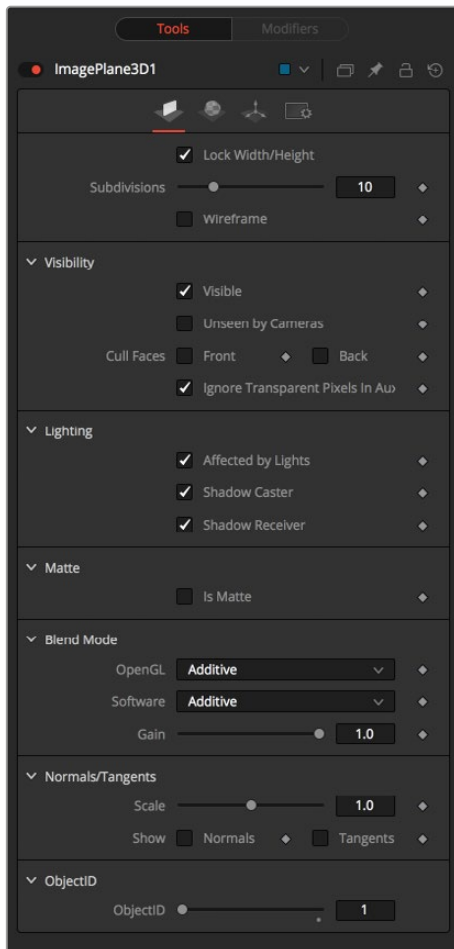 Tools Modifiers
ImagePlane3D1
Lock Width/Height
Subdivisions 10
Wireframe
Visibility
Visible
Unseen by Cameras
Cull Faces Front Back
Ignore Transparent Pixels In Aux
Lighting
Affected by Lights
Shadow Caster
Shadow Receiver
Matte
Is Matte
Blend Mode
OpenGL Additive
Software Additive
Gain 1.0
Normals/Tangents
Scale 1.0
Show Normals Tangents
ObjectID
ObjectID 1